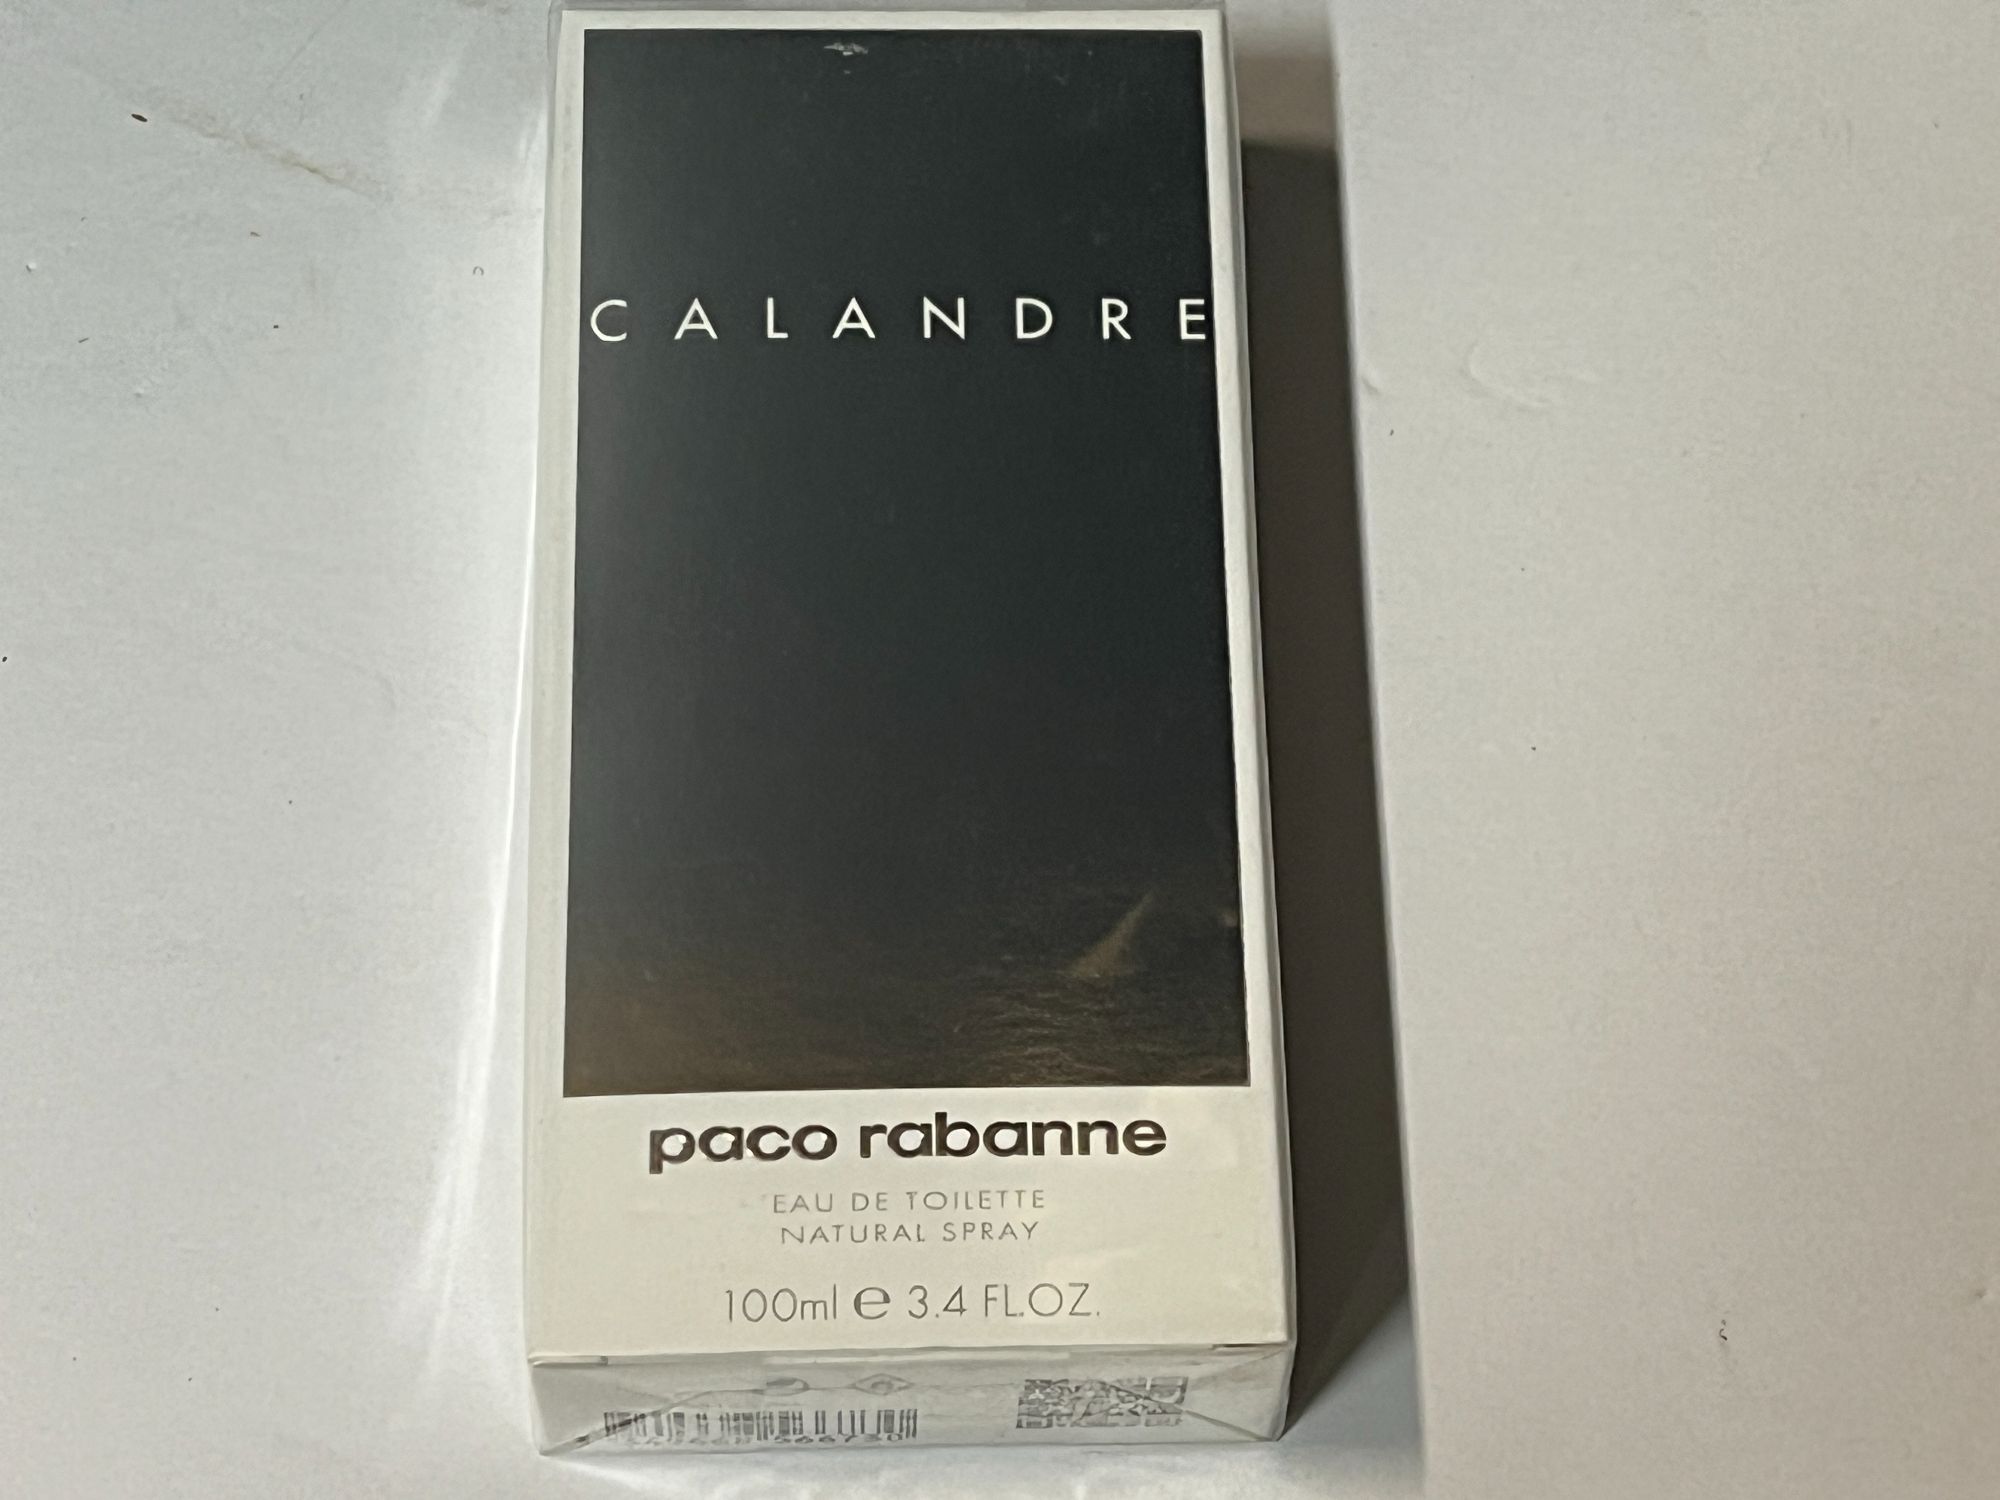 CALANDRE
paco rabanne
EAU DE TOILETTE
NATURAL SPRAY
100ml e 3.4 FL.OZ.